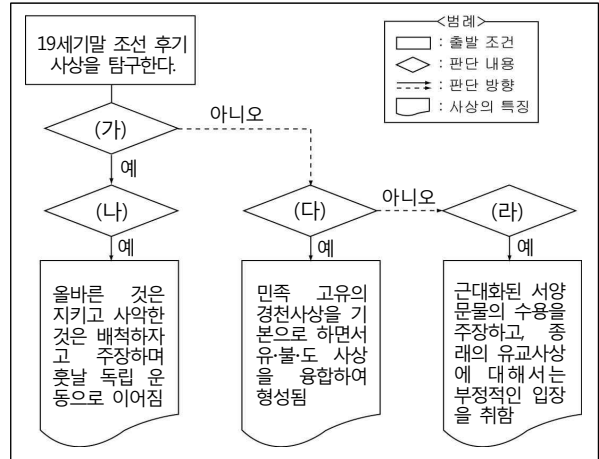 19세기말 조선 후기
사상을 탐구한다.
<범례>
: 출발 조건
: 판단 내용
: 판단 방향
: 사상의 특징
(가)
아니오
예
(나)
(다)
아니오
(라)
예
예
예
올바른 것은
지키고 사악한
것은 배척하자
고 주장하며
훗날 독립 운
동으로 이어짐
민족 고유의
경천사상을 기
본으로 하면서
유·불·도 사상
을 융합하여
형성됨
근대화된 서양
문물의 수용을
주장하고, 종
래의 유교사상
에 대해서는
부정적인 입장
을 취함